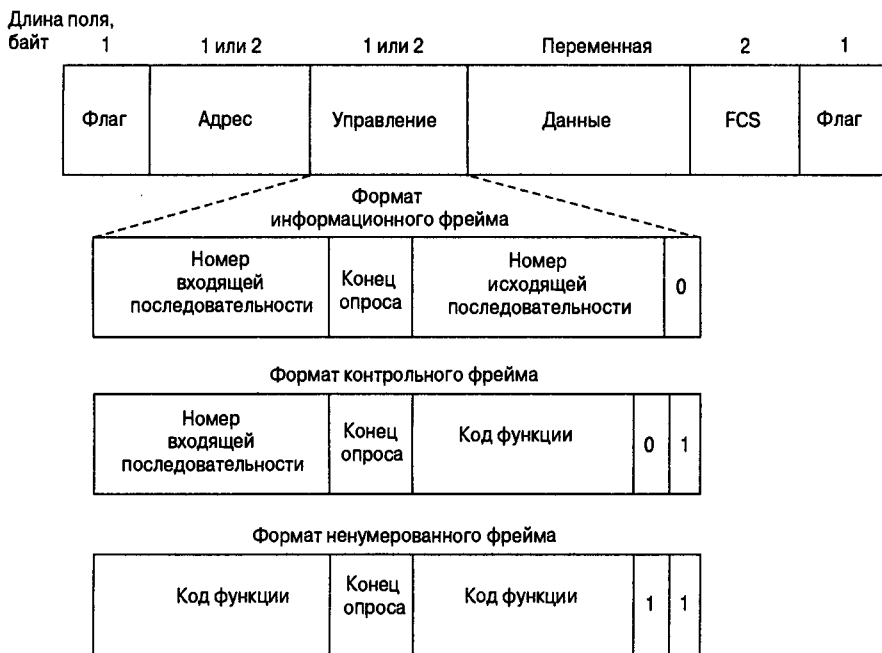 Длина поля,
байт 1 1 или 2 1 или 2 Переменная 2 1
Флаг Адрес Управление Данные FCS Флаг
Формат
информационного фрейма
Номер
входящей
последовательности
Конец
опроса
Номер
исходящей
последовательности
0
Формат контрольного фрейма
Номер
входящей
последовательности
Конец
опроса
Код функции
0
1
Формат ненумерованного фрейма
Код функции
Конец
опроса
Код функции
1
1